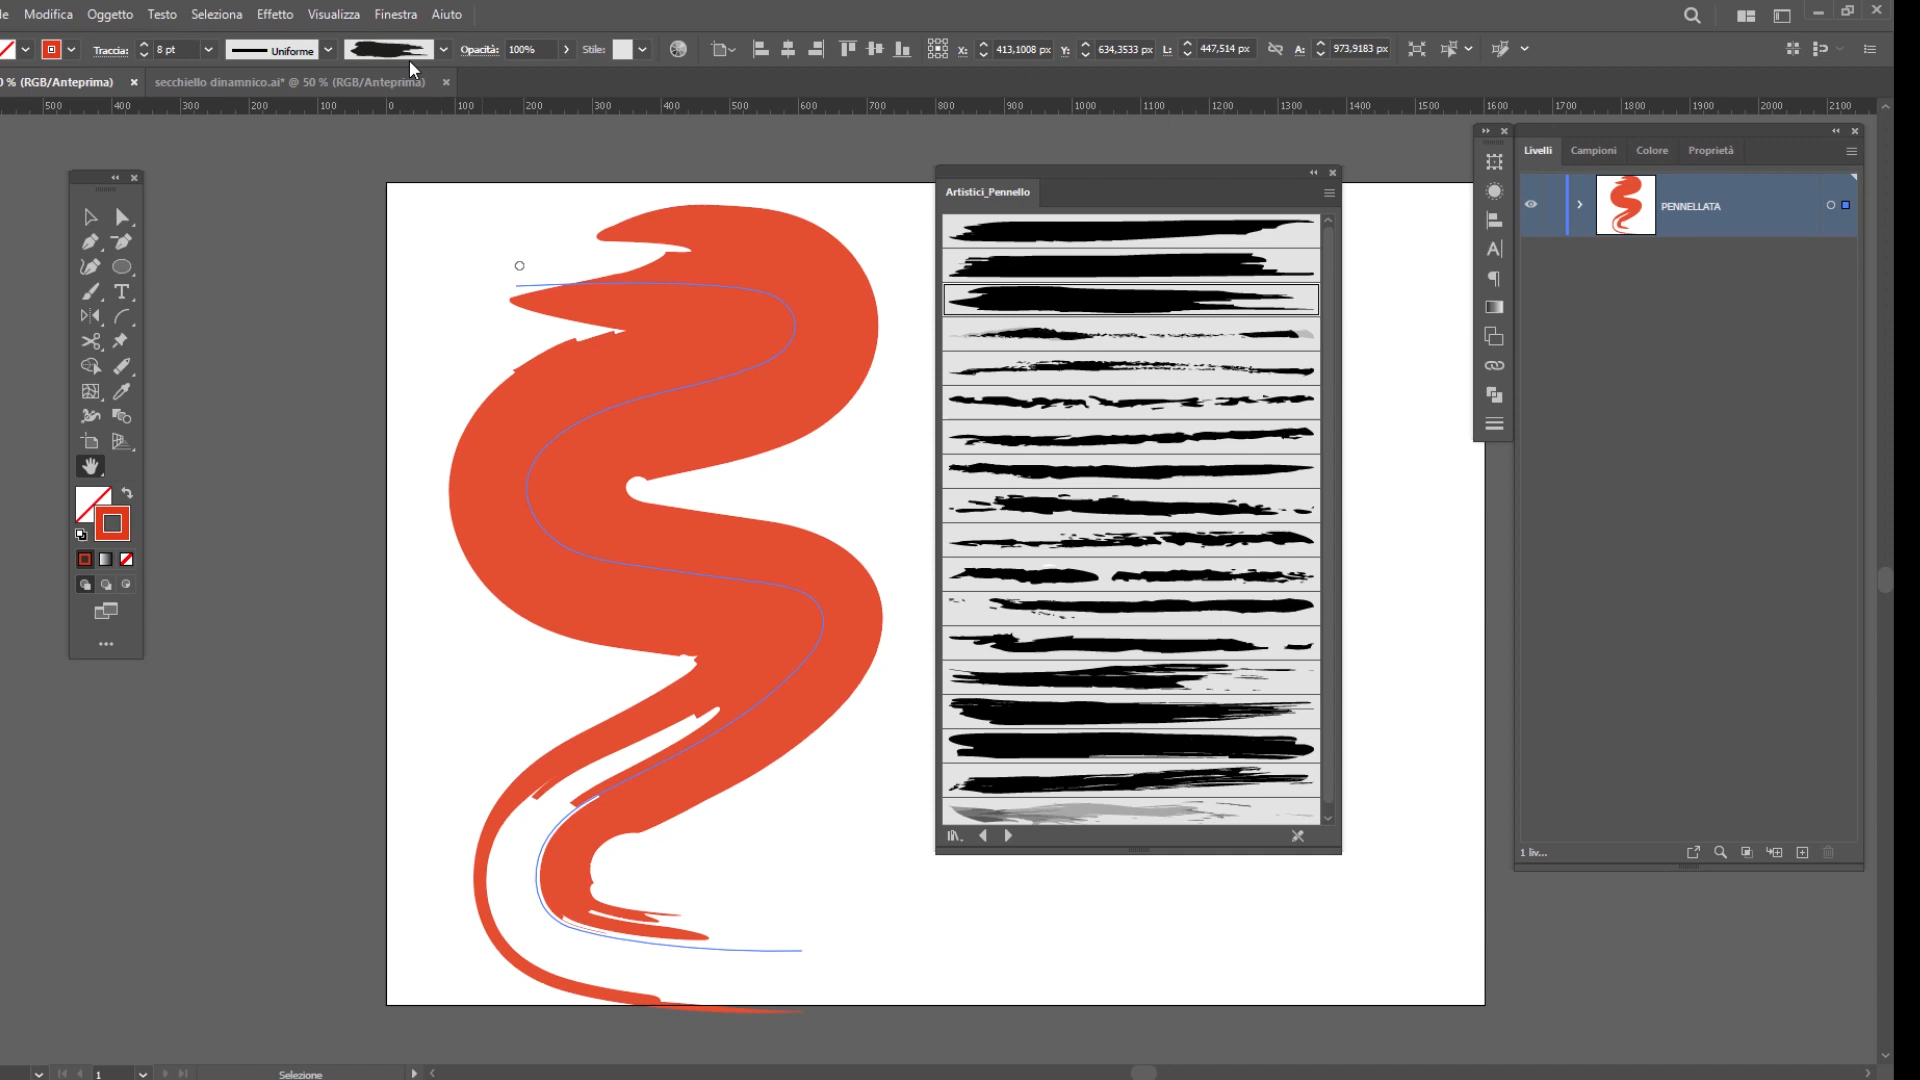 Modifica Oggetto Testo Seleziona Effetto Visualizza Finestra Aiuto
Traccia: 8 pt Uniforme Opacità: 100% Stile: X: 413,1008 px Y: 634,3533 px L: 447,514 px A: 973,9183 px
0 % (RGB/Anteprima) × secchiello dinamnico.ai* @ 50 % (RGB/Anteprima) ×
500 400 300 200 100 0 100 200 300 400 500 600 700 800 900 1000 1100 1200 1300 1400 1500 1600 1700 1800 1900 2000 2100
Artistici_Pennello
Livelli Campioni Colore Proprietà
PENNELLATA
1 liv...
1 Selezione